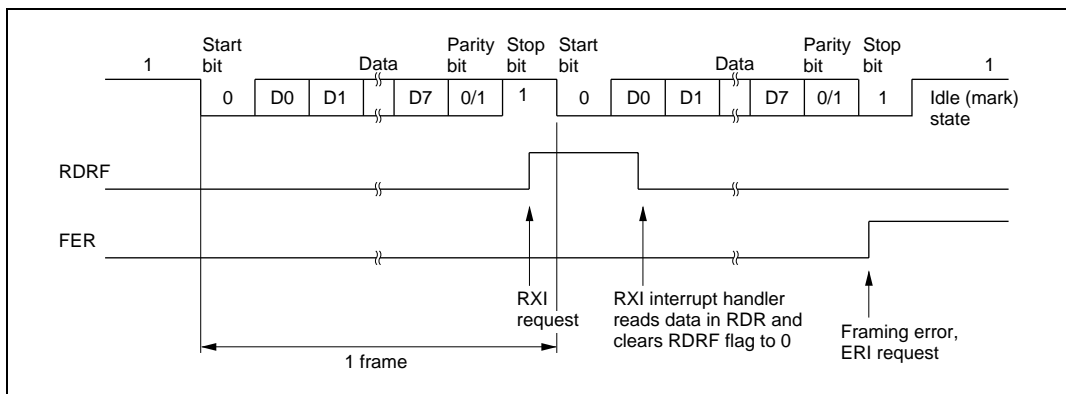 Start bit
Data
Parity bit
Stop bit
Start bit
Data
Parity bit
Stop bit
1
1
0
D0
D1
D7
0/1
1
0
D0
D1
D7
0/1
1
Idle (mark) state
RDRF
FER
RXI request
RXI interrupt handler
reads data in RDR and
clears RDRF flag to 0
Framing error,
ERI request
1 frame